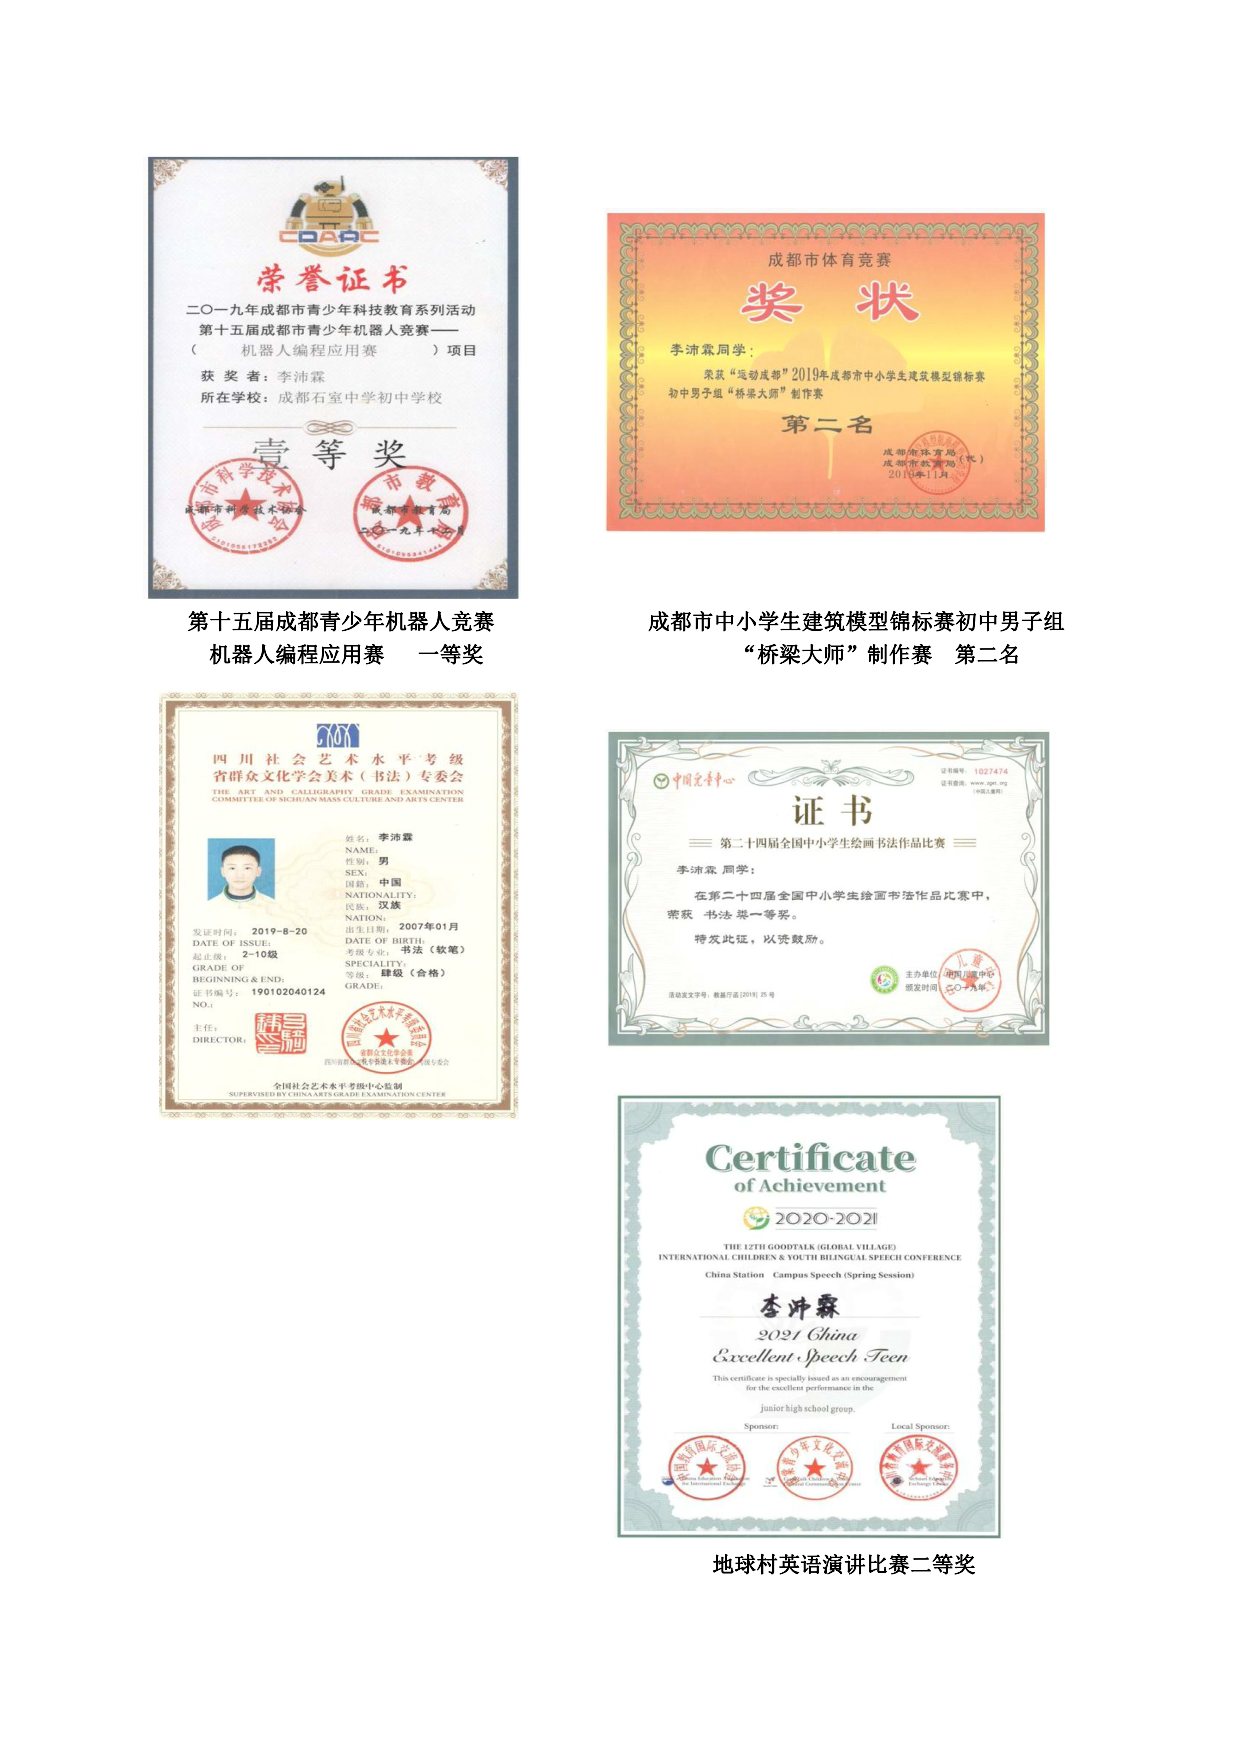 CDAAC
荣誉证书
二〇一九年成都市青少年科技教育系列活动
第十五届成都市青少年机器人竞赛——
（ 机器人编程应用赛 ）项目
获 奖 者：李沛霖
所在学校：成都石室中学初中学校
壹 等 奖
成都市科学技术协会
成都市教育局
二〇一九年十二月
第十五届成都青少年机器人竞赛
机器人编程应用赛 一等奖
成都市体育竞赛
奖 状
李沛霖同学：
荣获“运动成都”2019年成都市中小学生建筑模型锦标赛
初中男子组“桥梁大师”制作赛
第二名
成都市体育局
成都市教育局（代）
2019年11月
成都市中小学生建筑模型锦标赛初中男子组
“桥梁大师”制作赛 第二名
四川社会艺术水平考级
省群众文化学会美术（书法）专委会
THE ART AND CALLIGRAPHY GRADE EXAMINATION
COMMITTEE OF SICHUAN MASS CULTURE AND ARTS CENTER
姓名：李沛霖
NAME:
性别：男
SEX:
国籍：中国
NATIONALITY:
民族：汉族
NATION:
出生日期：2007年01月
DATE OF BIRTH:
考级专业：书法（软笔）
SPECIALITY:
等级：肆级（合格）
GRADE:
发证时间：2019-8-20
DATE OF ISSUE:
起止级：2-10级
GRADE OF
BEGINNING & END:
证书编号：190102040124
NO.:
主任：
DIRECTOR:
全国社会艺术水平考级中心监制
SUPERVISED BY CHINA ARTS GRADE EXAMINATION CENTER
中国儿童中心
证书编号：1027474
证书查询：www.zgec.org
（中国儿童网）
证书
第二十四届全国中小学生绘画书法作品比赛
李沛霖 同学：
在第二十四届全国中小学生绘画书法作品比赛中，
荣获 书法 类一等奖。
特发此证，以资鼓励。
主办单位：中国儿童中心
颁发时间：二〇一九年
活动发文字号：教基厅函[2019] 25 号
Certificate
of Achievement
2020-2021
THE 12TH GOODTALK (GLOBAL VILLAGE)
INTERNATIONAL CHILDREN & YOUTH BILINGUAL SPEECH CONFERENCE
China Station Campus Speech (Spring Session)
李沛霖
2021 China
Excellent Speech Teen
This certificate is specially issued as an encouragement
for the excellent performance in the
junior high school group.
Sponsor:
Local Sponsor:
地球村英语演讲比赛二等奖